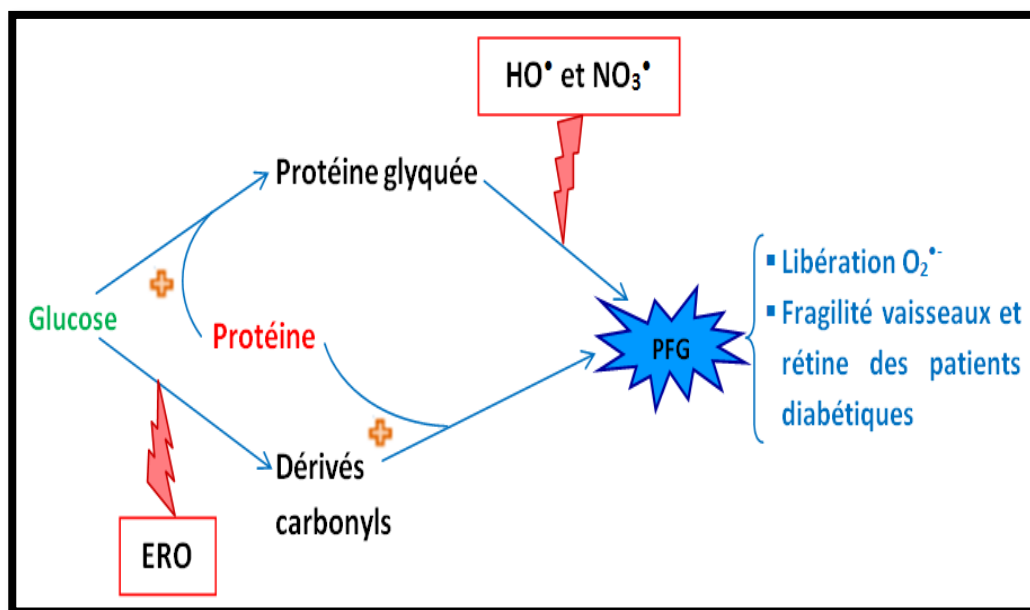 HO• et NO₃•
Protéine glyquée
Glucose
Protéine
PFG
▪ Libération O₂•-
▪ Fragilité vaisseaux et
rétine des patients
diabétiques
Dérivés
carbonyls
ERO